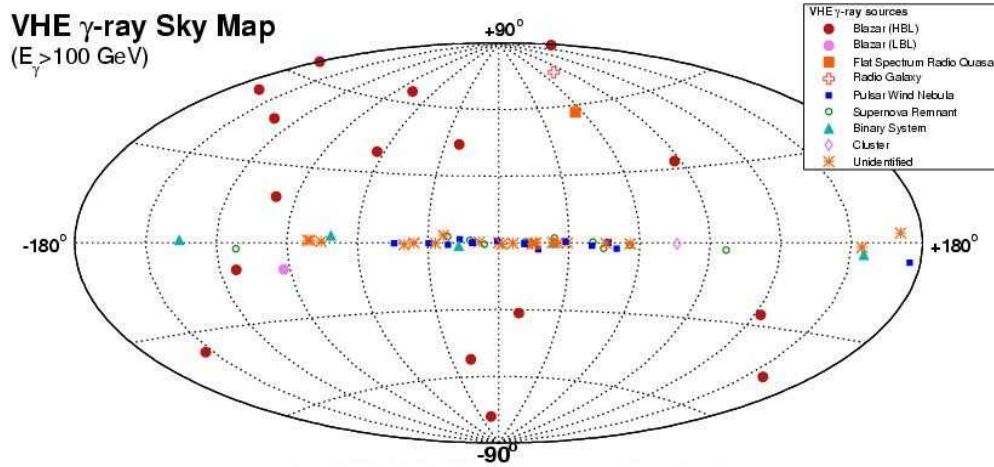 VHE γ-ray Sky Map
(Eγ>100 GeV)
+90°
-180°
+180°
-90°
VHE γ-ray sources
Blazar (HBL)
Blazar (LBL)
Flat Spectrum Radio Quasa
Radio Galaxy
Pulsar Wind Nebula
Supernova Remnant
Binary System
Cluster
Unidentified